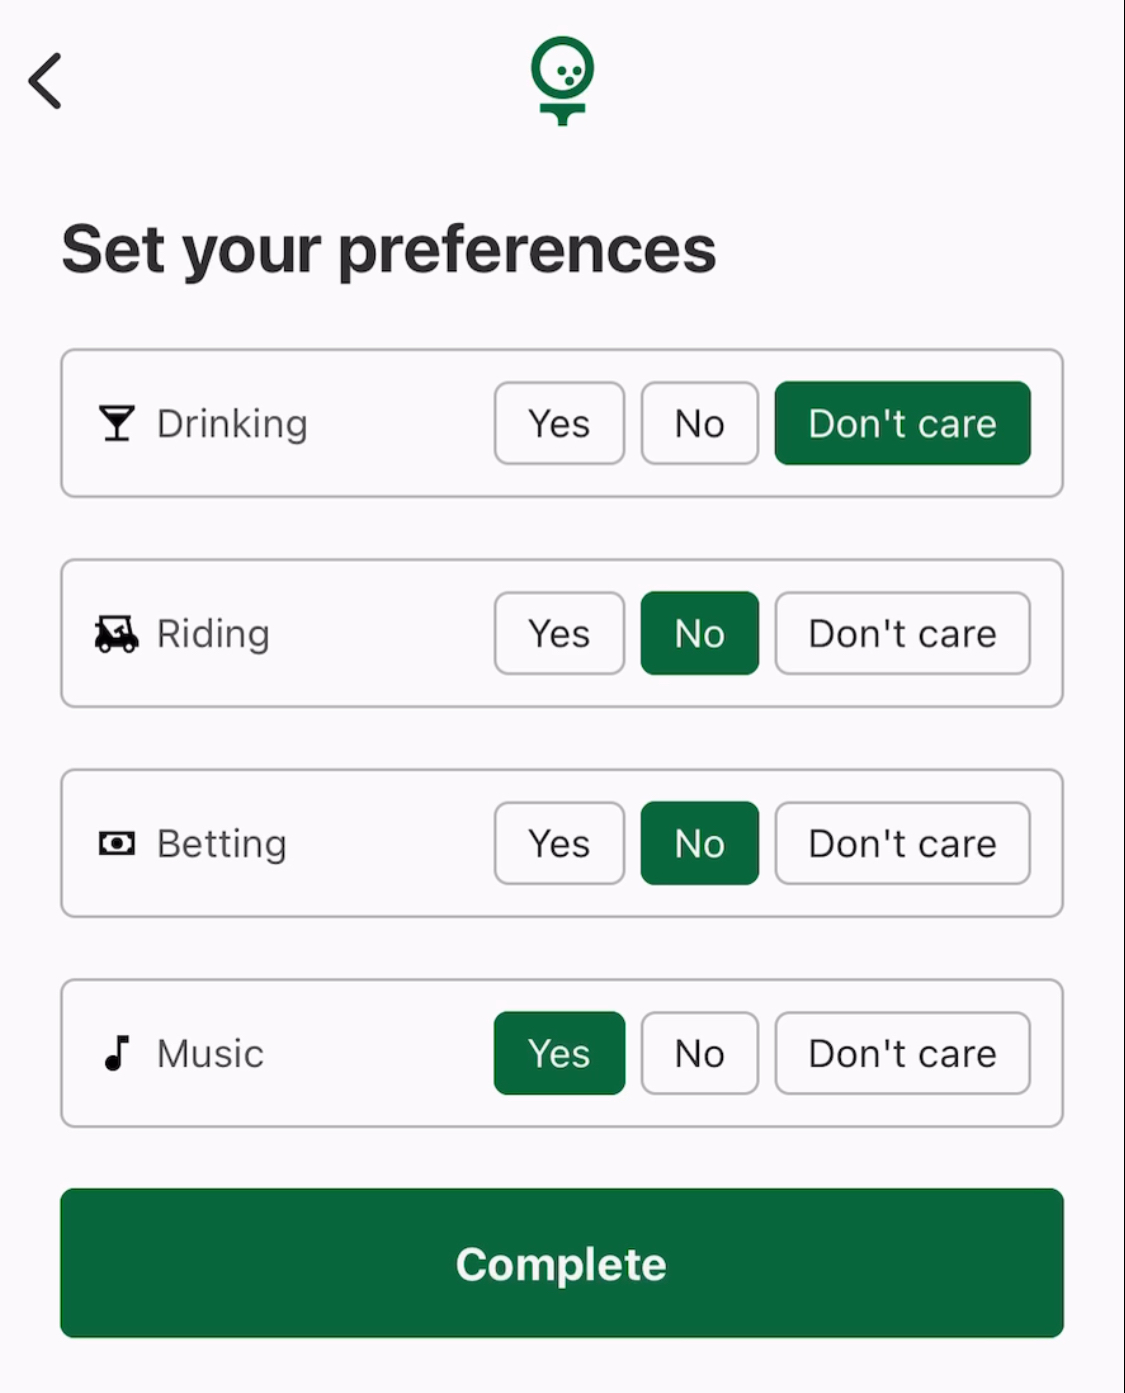 Set your preferences
Drinking Yes No Don't care
Riding Yes No Don't care
Betting Yes No Don't care
Music Yes No Don't care
Complete